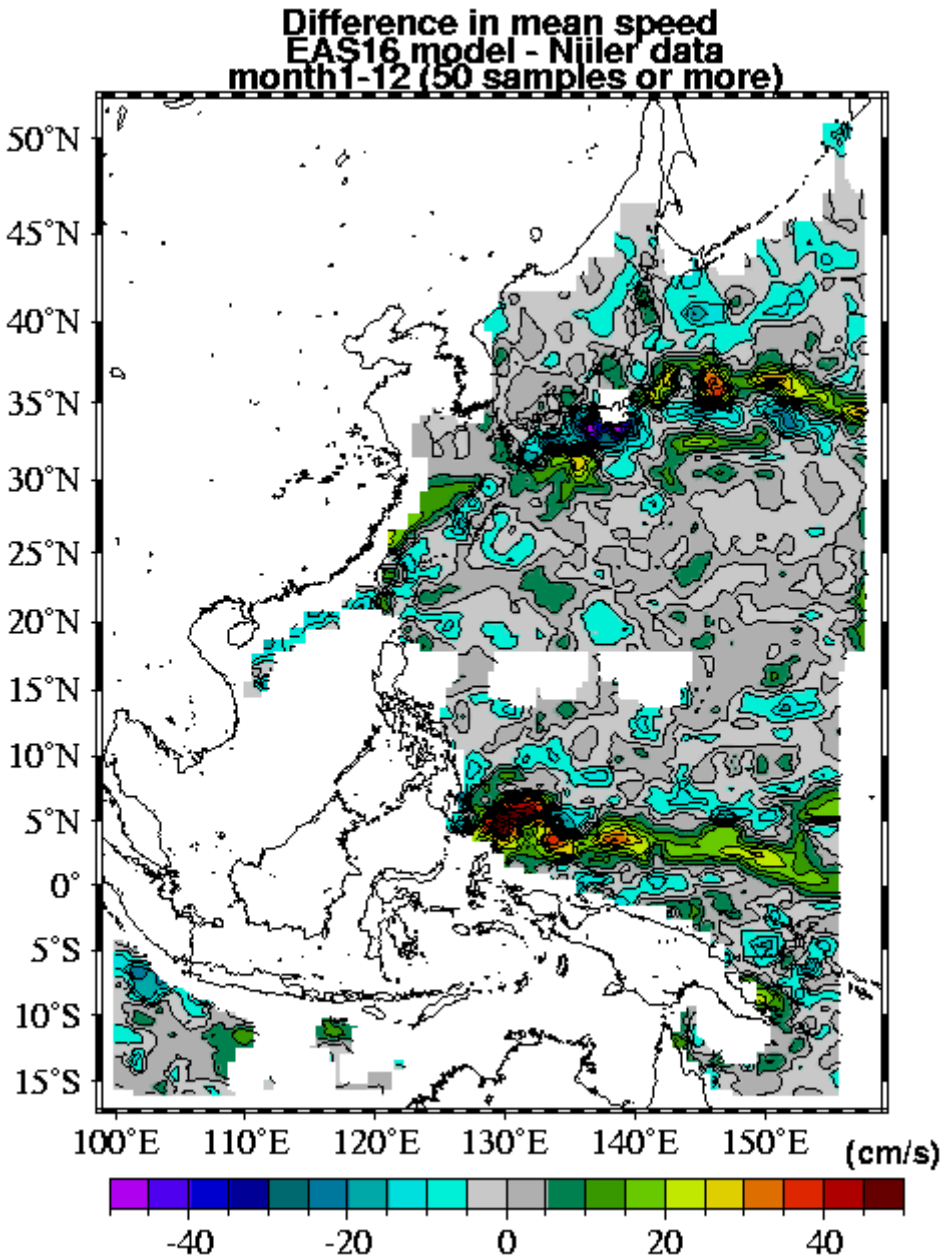 Difference in mean speed
EAS16 model - Niiler data
month1-12 (50 samples or more)
50°N
45°N
40°N
35°N
30°N
25°N
20°N
15°N
10°N
5°N
0°
5°S
10°S
15°S
100°E 110°E 120°E 130°E 140°E 150°E (cm/s)
-40 -20 0 20 40